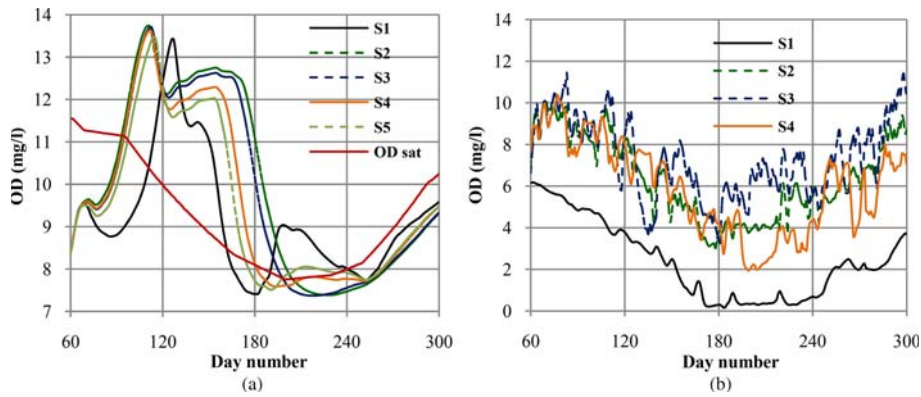 14
13
12
11
10
9
8
7
OD (mg/l)
60
120
180
240
300
Day number
S1
S2
S3
S4
S5
OD sat
(a)
14
12
10
8
6
4
2
0
OD (mg/l)
60
120
180
240
300
Day number
S1
S2
S3
S4
(b)